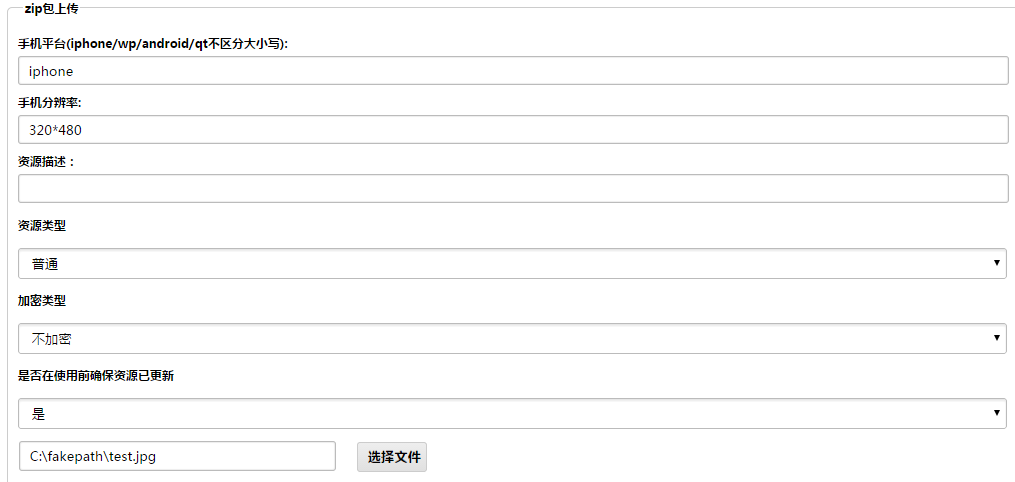 zip包上传
手机平台(iphone/wp/android/qt不区分大小写):
iphone
手机分辨率:
320*480
资源描述：
资源类型
普通
加密类型
不加密
是否在使用前确保资源已更新
是
C:\fakepath\test.jpg 选择文件